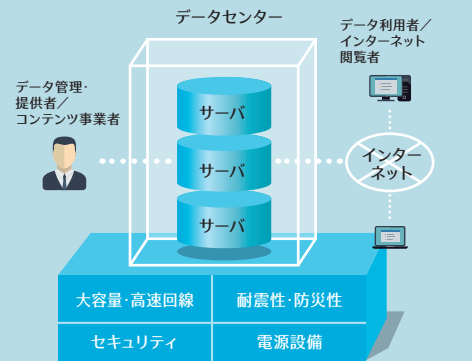 データセンター
データ管理・
提供者／
コンテンツ事業者
データ利用者／
インターネット
閲覧者
サーバ
サーバ
サーバ
インター
ネット
大容量・高速回線
耐震性・防災性
セキュリティ
電源設備